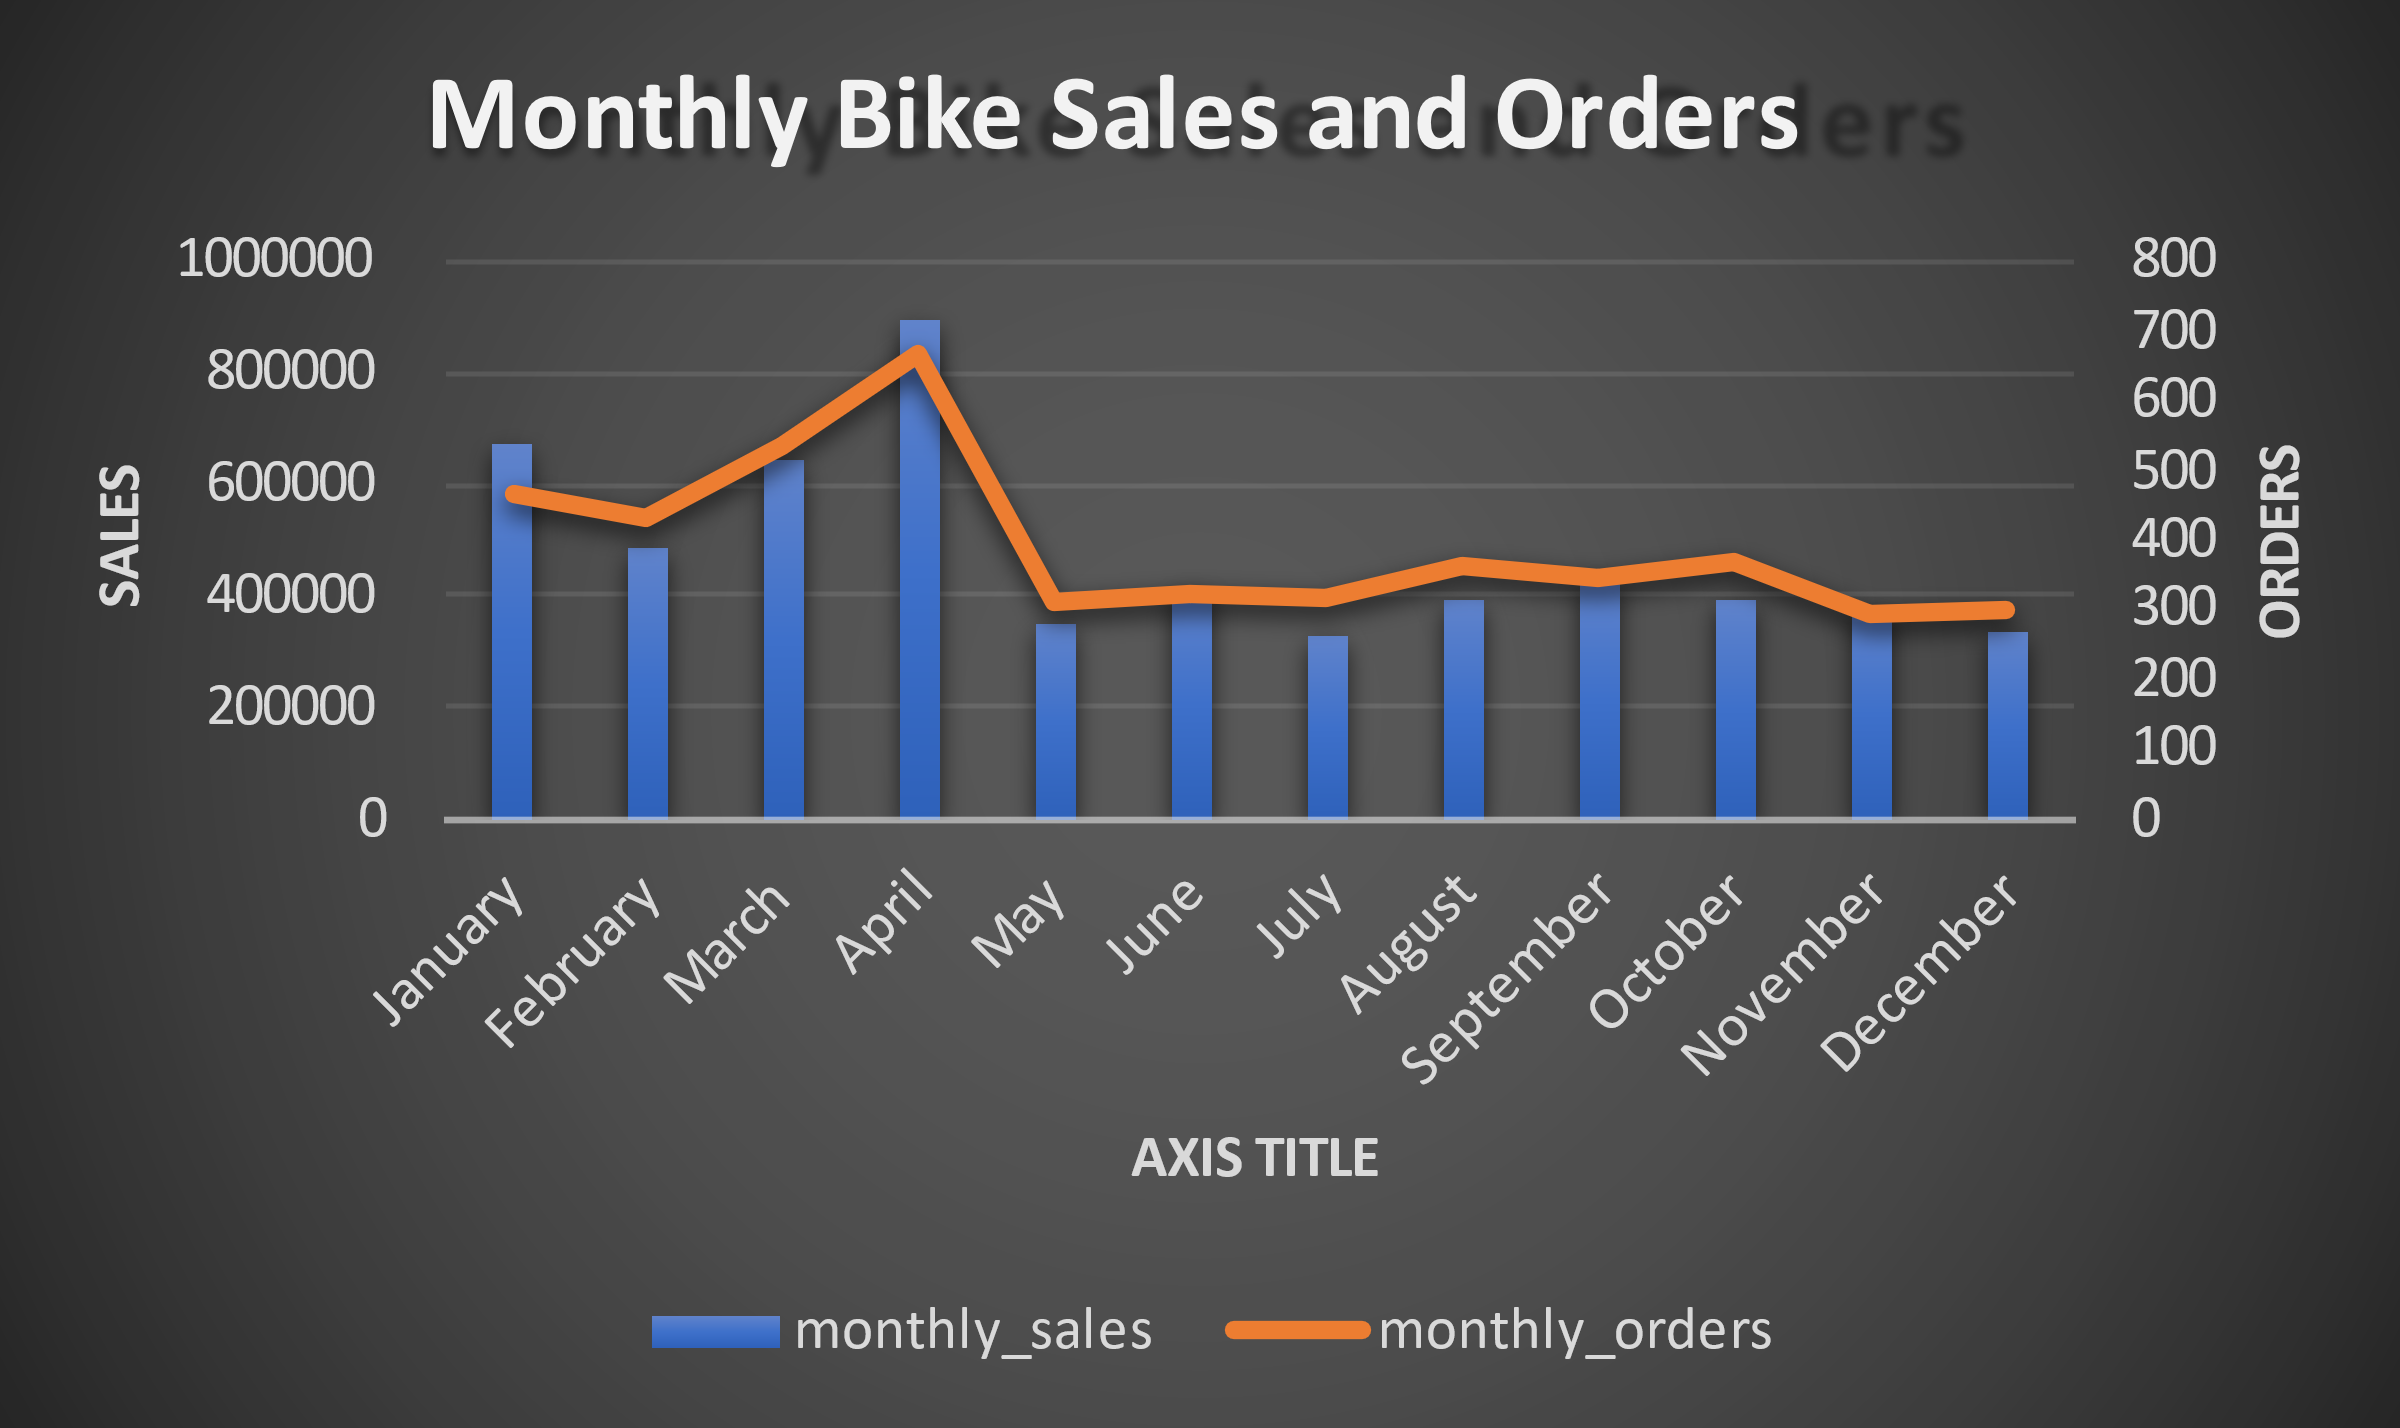 Monthly Bike Sales and Orders
1000000
800000
600000
400000
200000
0
SALES
800
700
600
500
400
300
200
100
0
ORDERS
January
February
March
April
May
June
July
August
September
October
November
December
AXIS TITLE
monthly_sales
monthly_orders